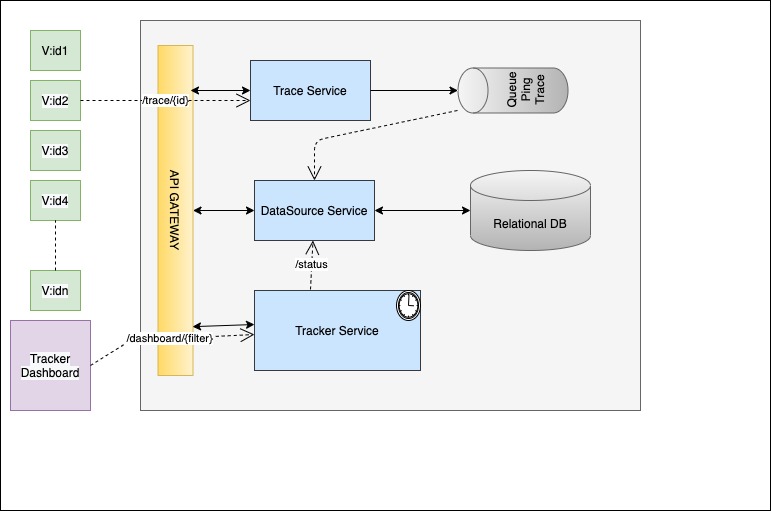 V:id1
V:id2
V:id3
V:id4
V:idn
Tracker
Dashboard
/trace/{id}
/dashboard/{filter}
API GATEWAY
Trace Service
Queue
Ping
Trace
DataSource Service
Relational DB
/status
Tracker Service